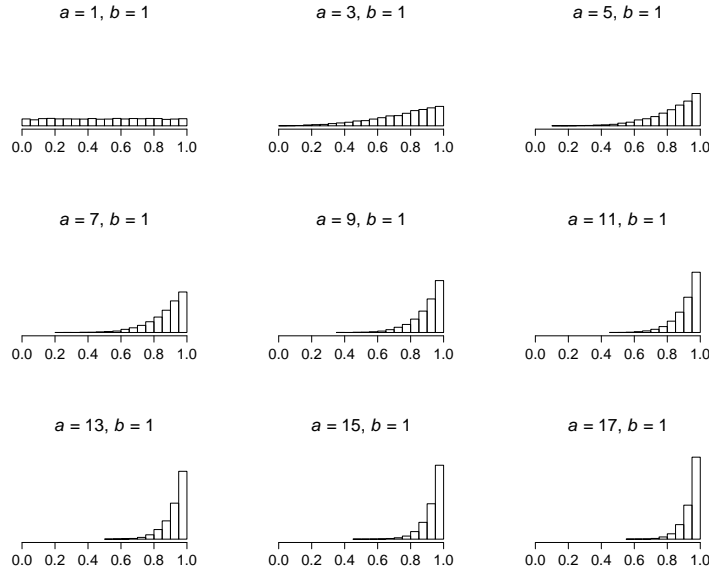 a = 1, b = 1
a = 3, b = 1
a = 5, b = 1
0.0 0.2 0.4 0.6 0.8 1.0
0.0 0.2 0.4 0.6 0.8 1.0
0.0 0.2 0.4 0.6 0.8 1.0
a = 7, b = 1
a = 9, b = 1
a = 11, b = 1
0.0 0.2 0.4 0.6 0.8 1.0
0.0 0.2 0.4 0.6 0.8 1.0
0.0 0.2 0.4 0.6 0.8 1.0
a = 13, b = 1
a = 15, b = 1
a = 17, b = 1
0.0 0.2 0.4 0.6 0.8 1.0
0.0 0.2 0.4 0.6 0.8 1.0
0.0 0.2 0.4 0.6 0.8 1.0